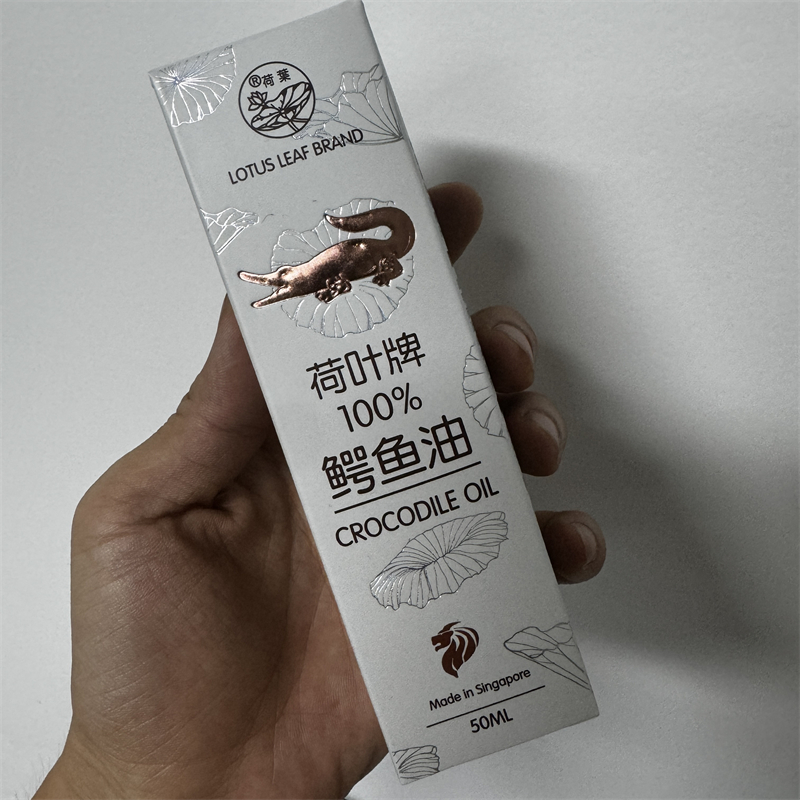 ®荷葉
LOTUS LEAF BRAND
荷叶牌
100%
鳄鱼油
CROCODILE OIL
Made in Singapore
50ML